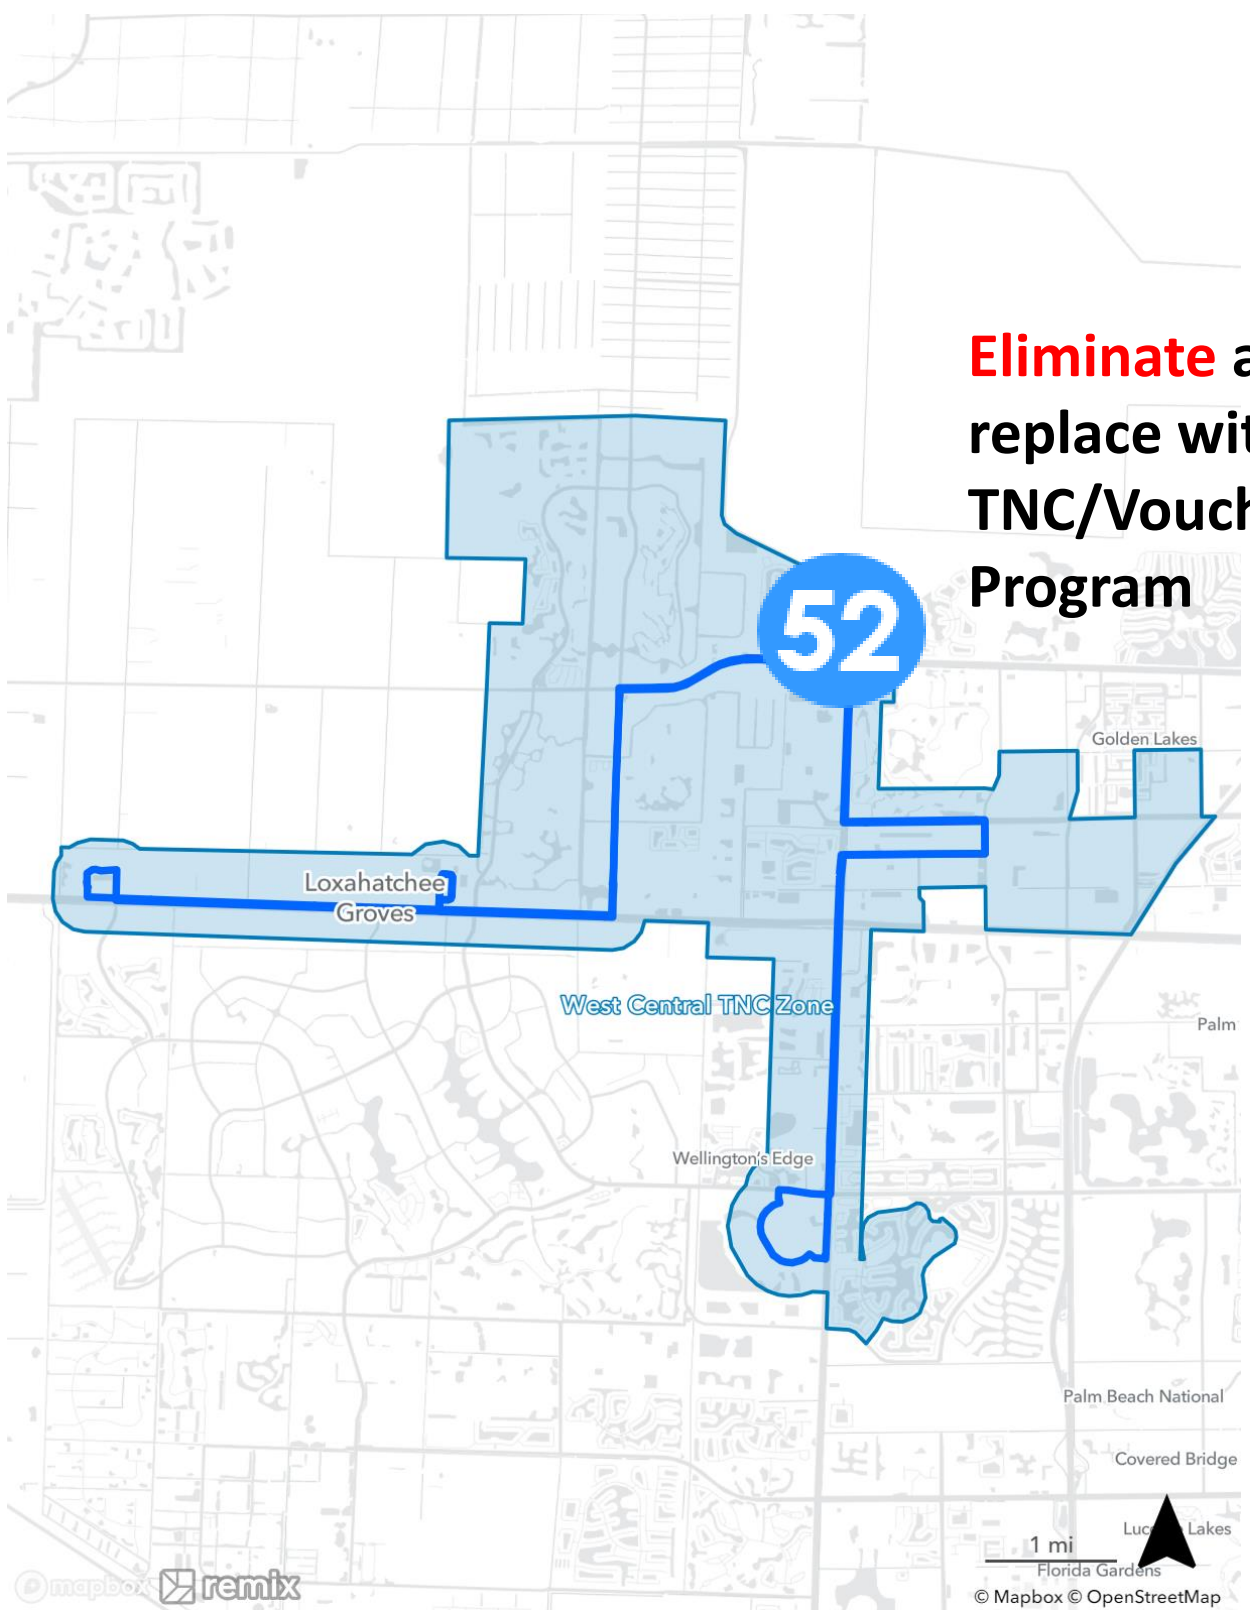 Eliminate a
replace wit
TNC/Vouch
Program
52
Golden Lakes
Loxahatchee
Groves
West Central TNC Zone
Palm
Wellington's Edge
Palm Beach National
Covered Bridge
Lakes
1 mi
Florida Gardens
mapbox remix
© Mapbox © OpenStreetMap